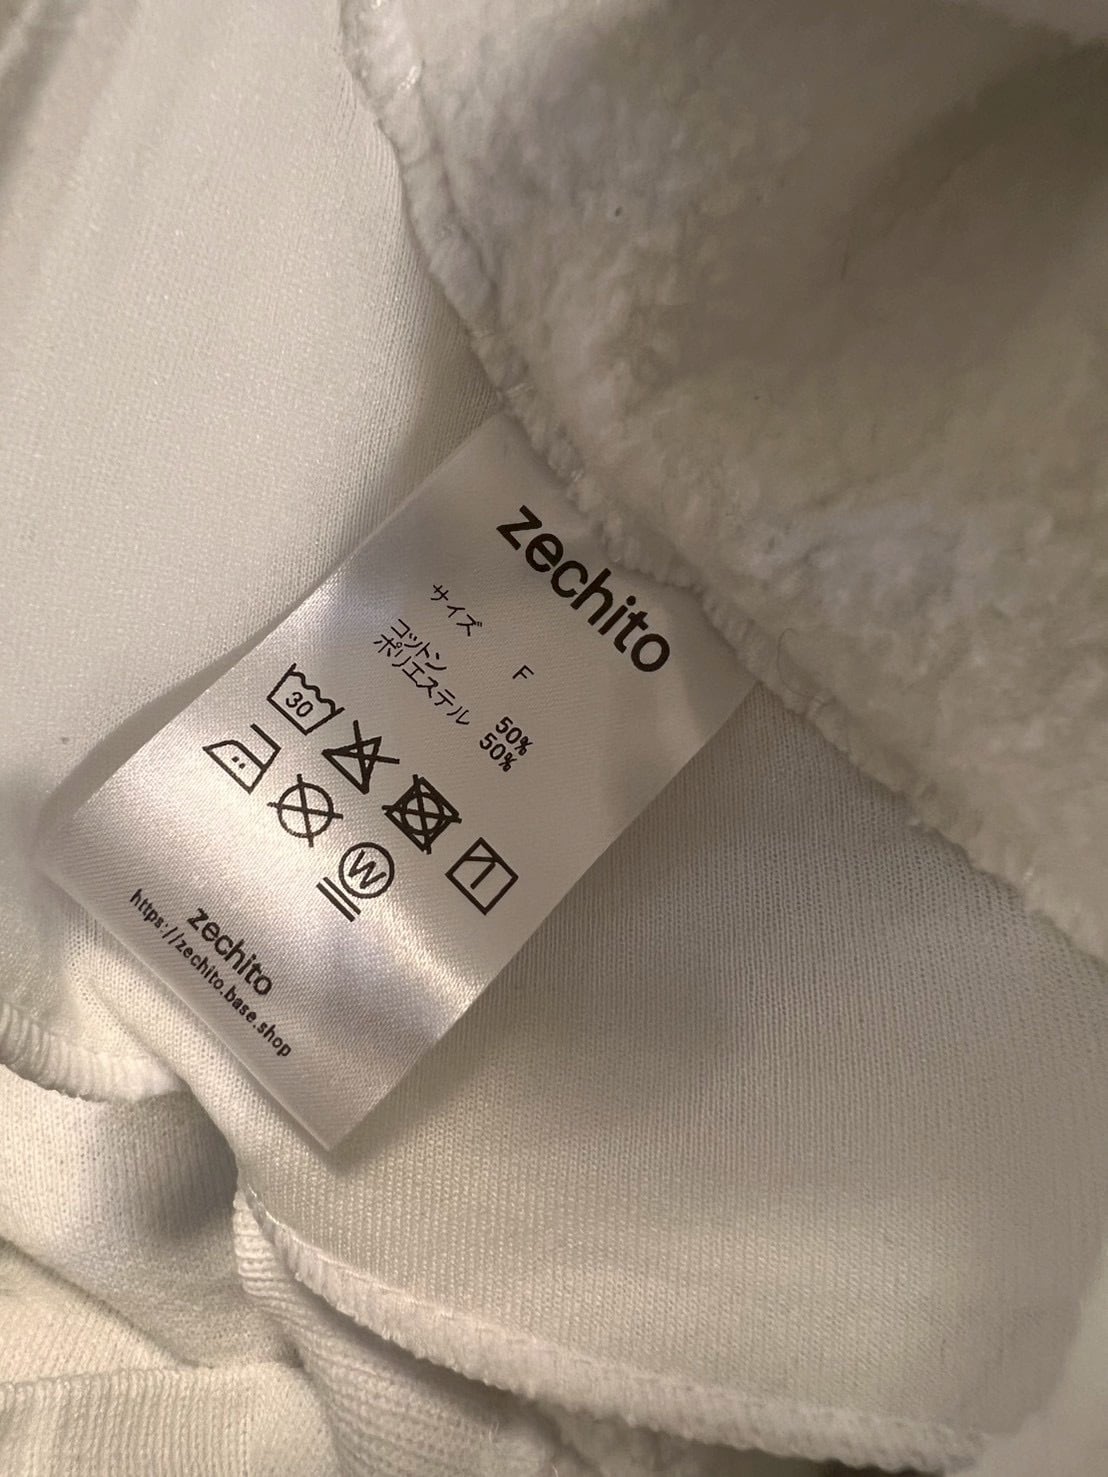 zechito
サイズ F
コットン 50%
ポリエステル 50%
30
W
zechito
https://zechito.base.shop